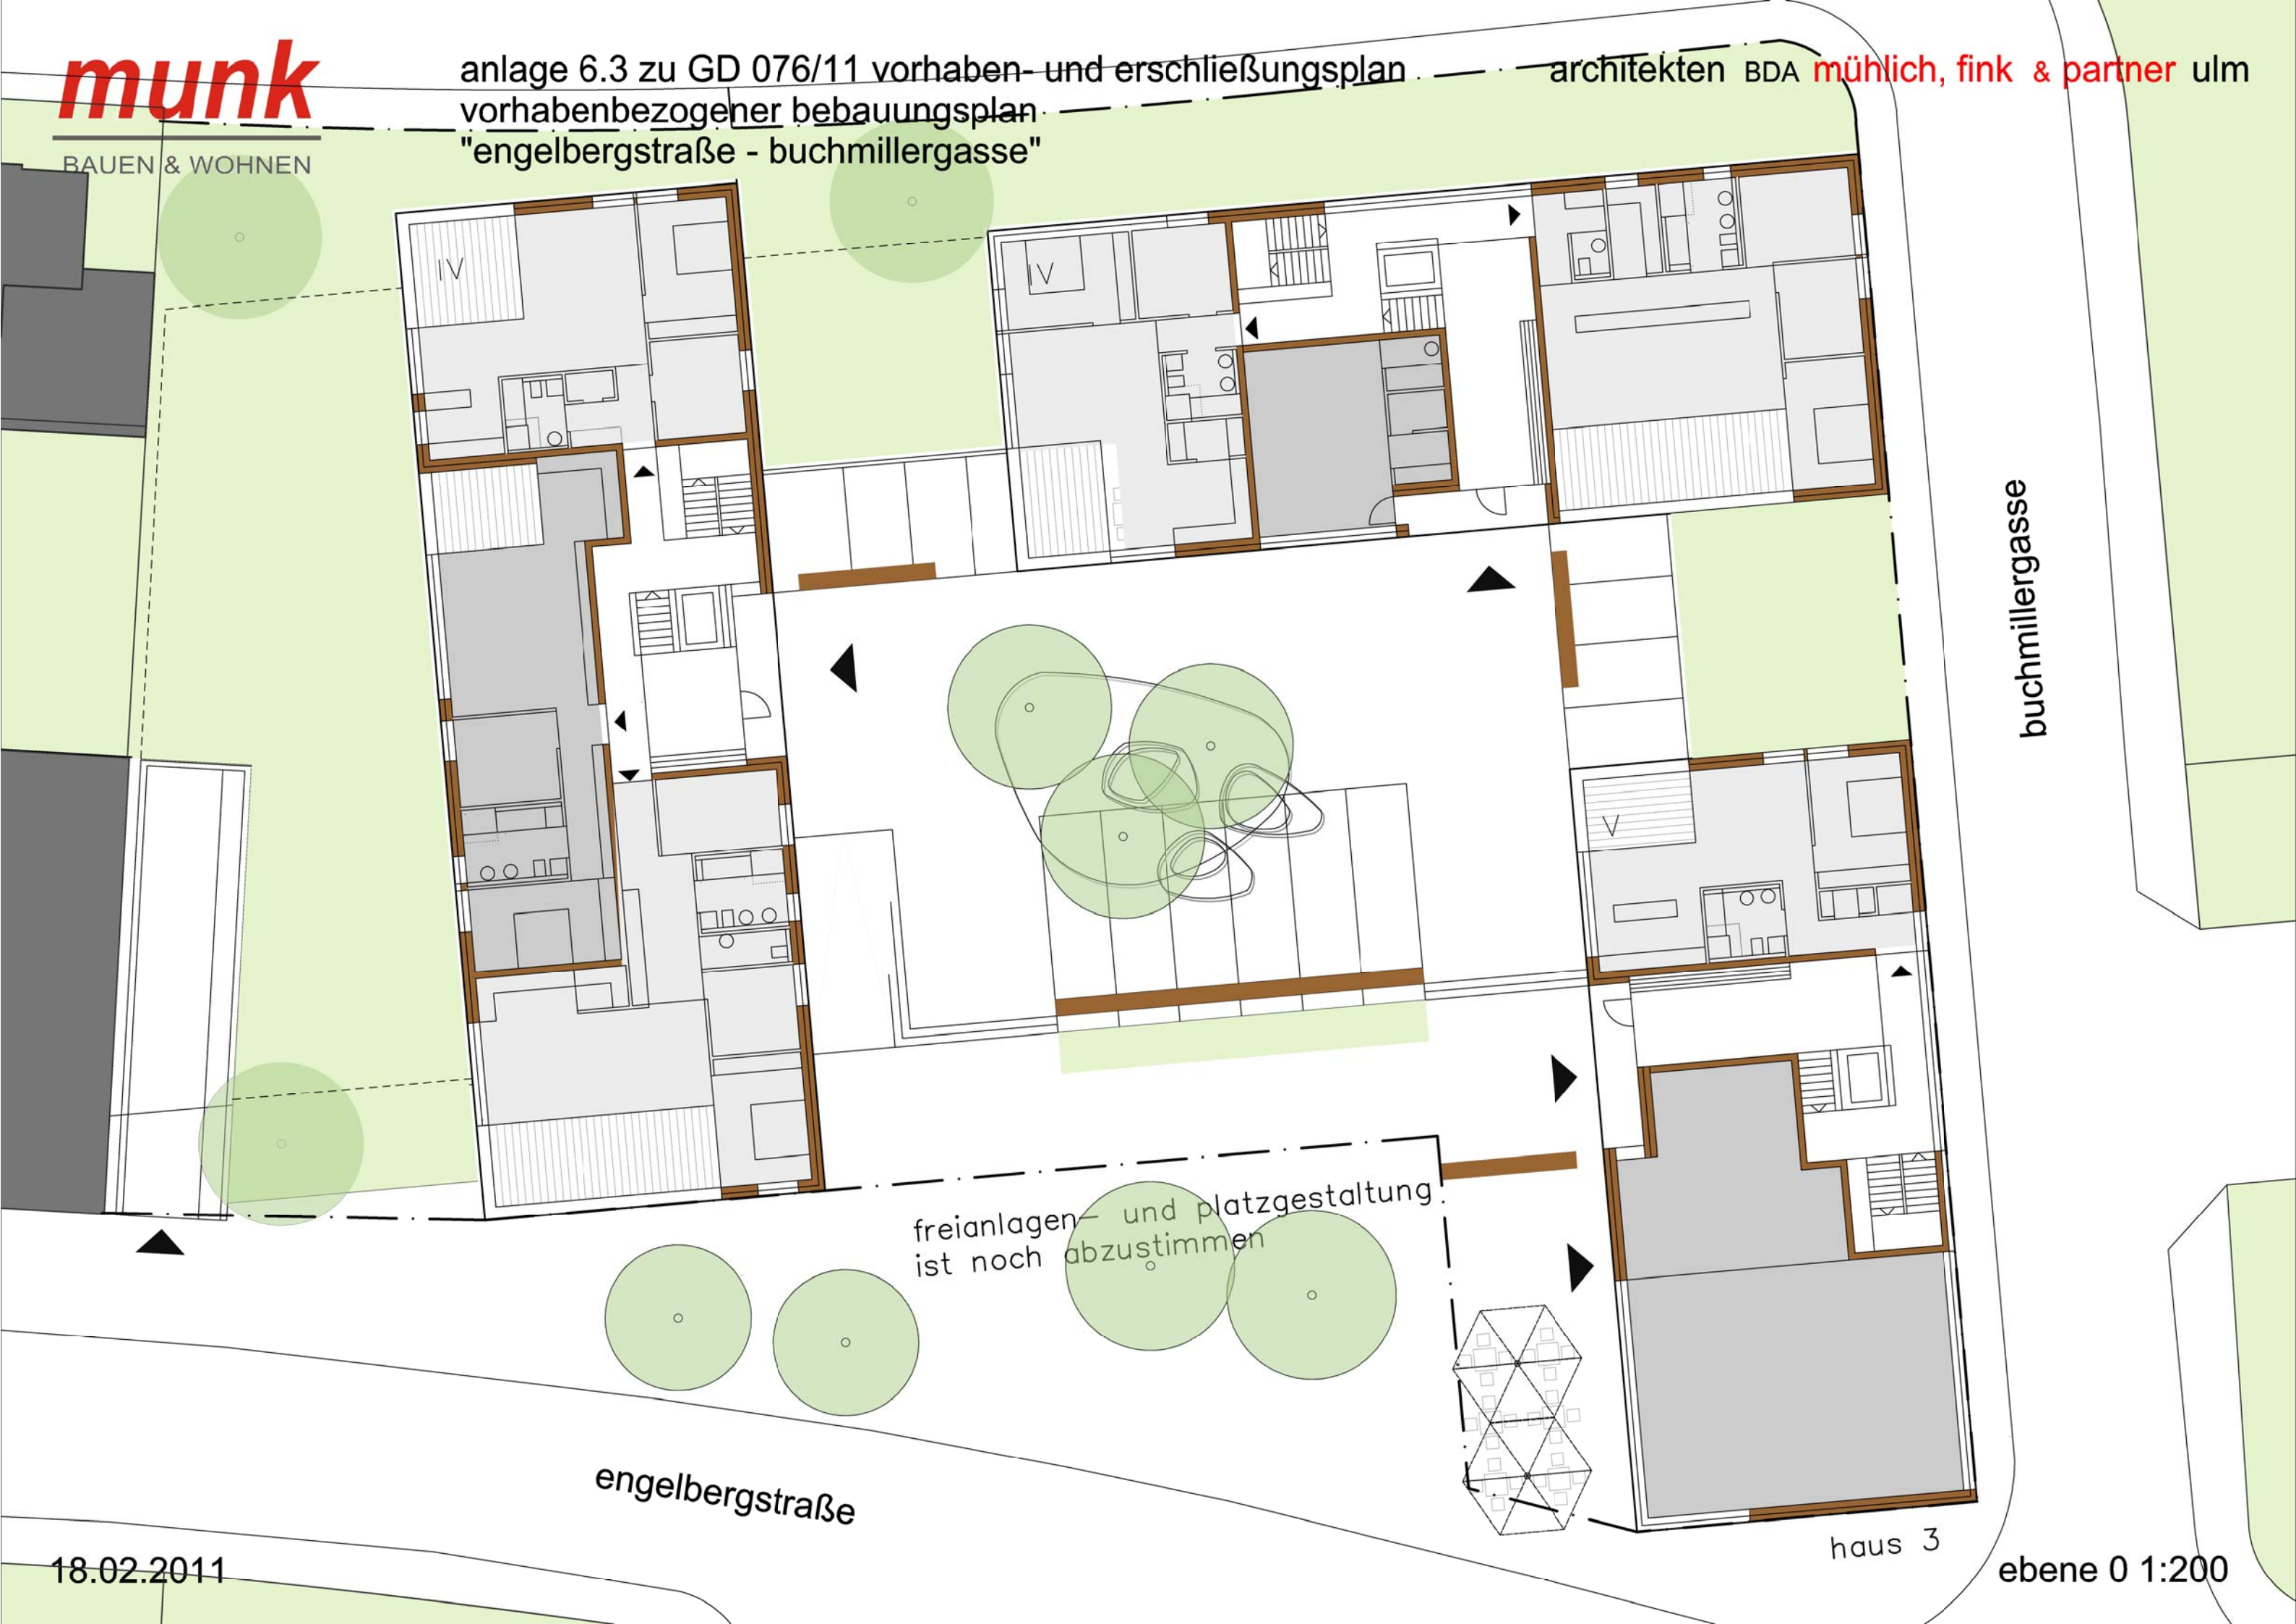 munk
BAUEN & WOHNEN
anlage 6.3 zu GD 076/11 vorhaben- und erschließungsplan
vorhabenbezogener bebauungsplan
"engelbergstraße - buchmillergasse"
architekten BDA mühlich, fink & partner ulm
IV
IV
buchmillergasse
V
freianlagen- und platzgestaltung
ist noch abzustimmen
engelbergstraße
haus 3
18.02.2011
ebene 0 1:200